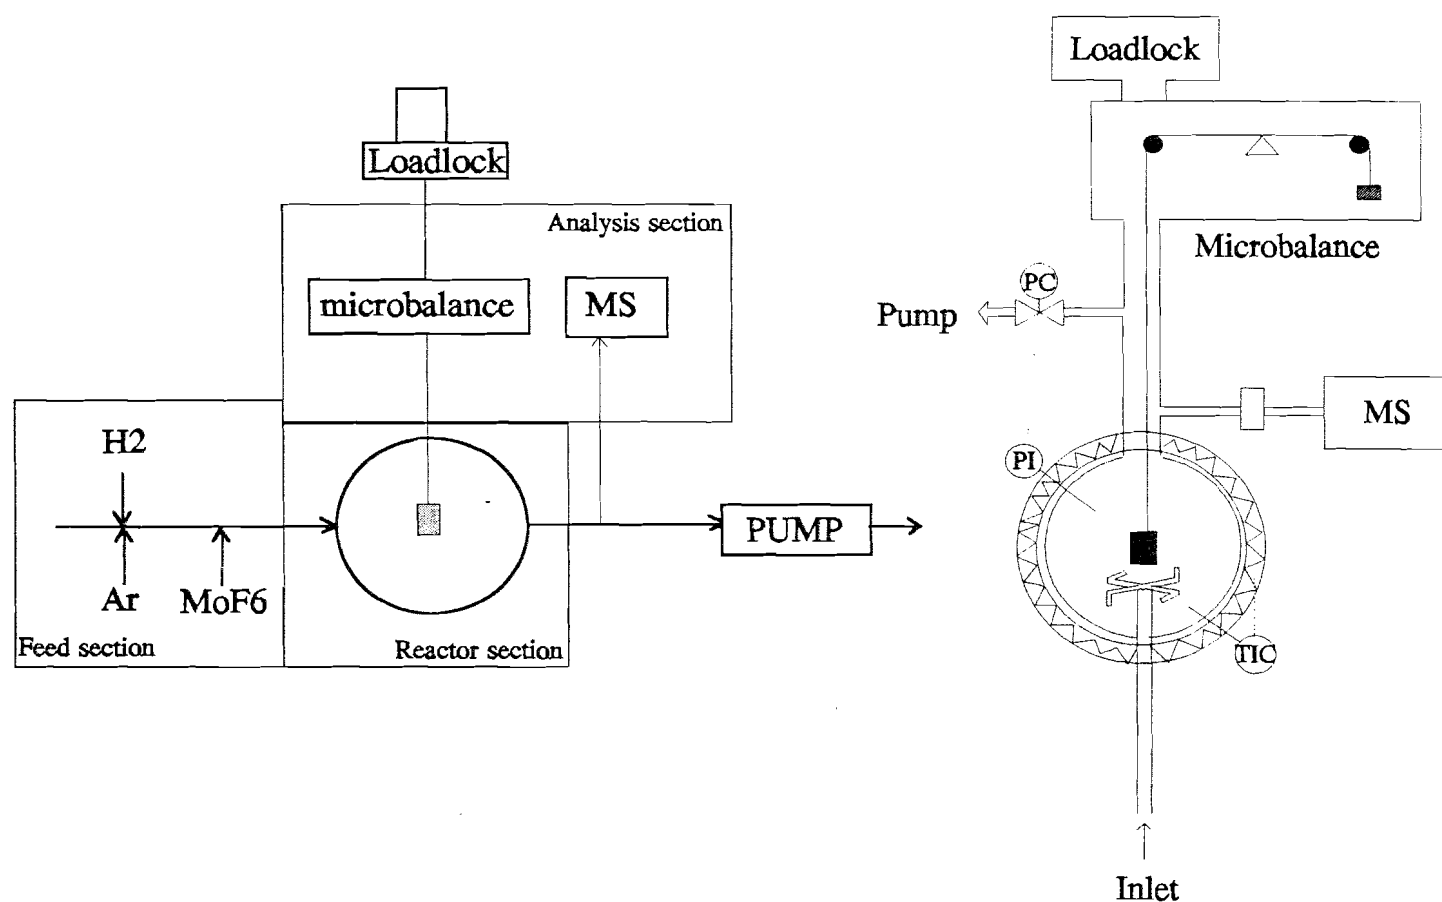 Loadlock
Analysis section
microbalance
MS
H2
Ar
MoF6
Feed section
Reactor section
PUMP
Loadlock
Microbalance
PC
Pump
MS
PI
TIC
Inlet